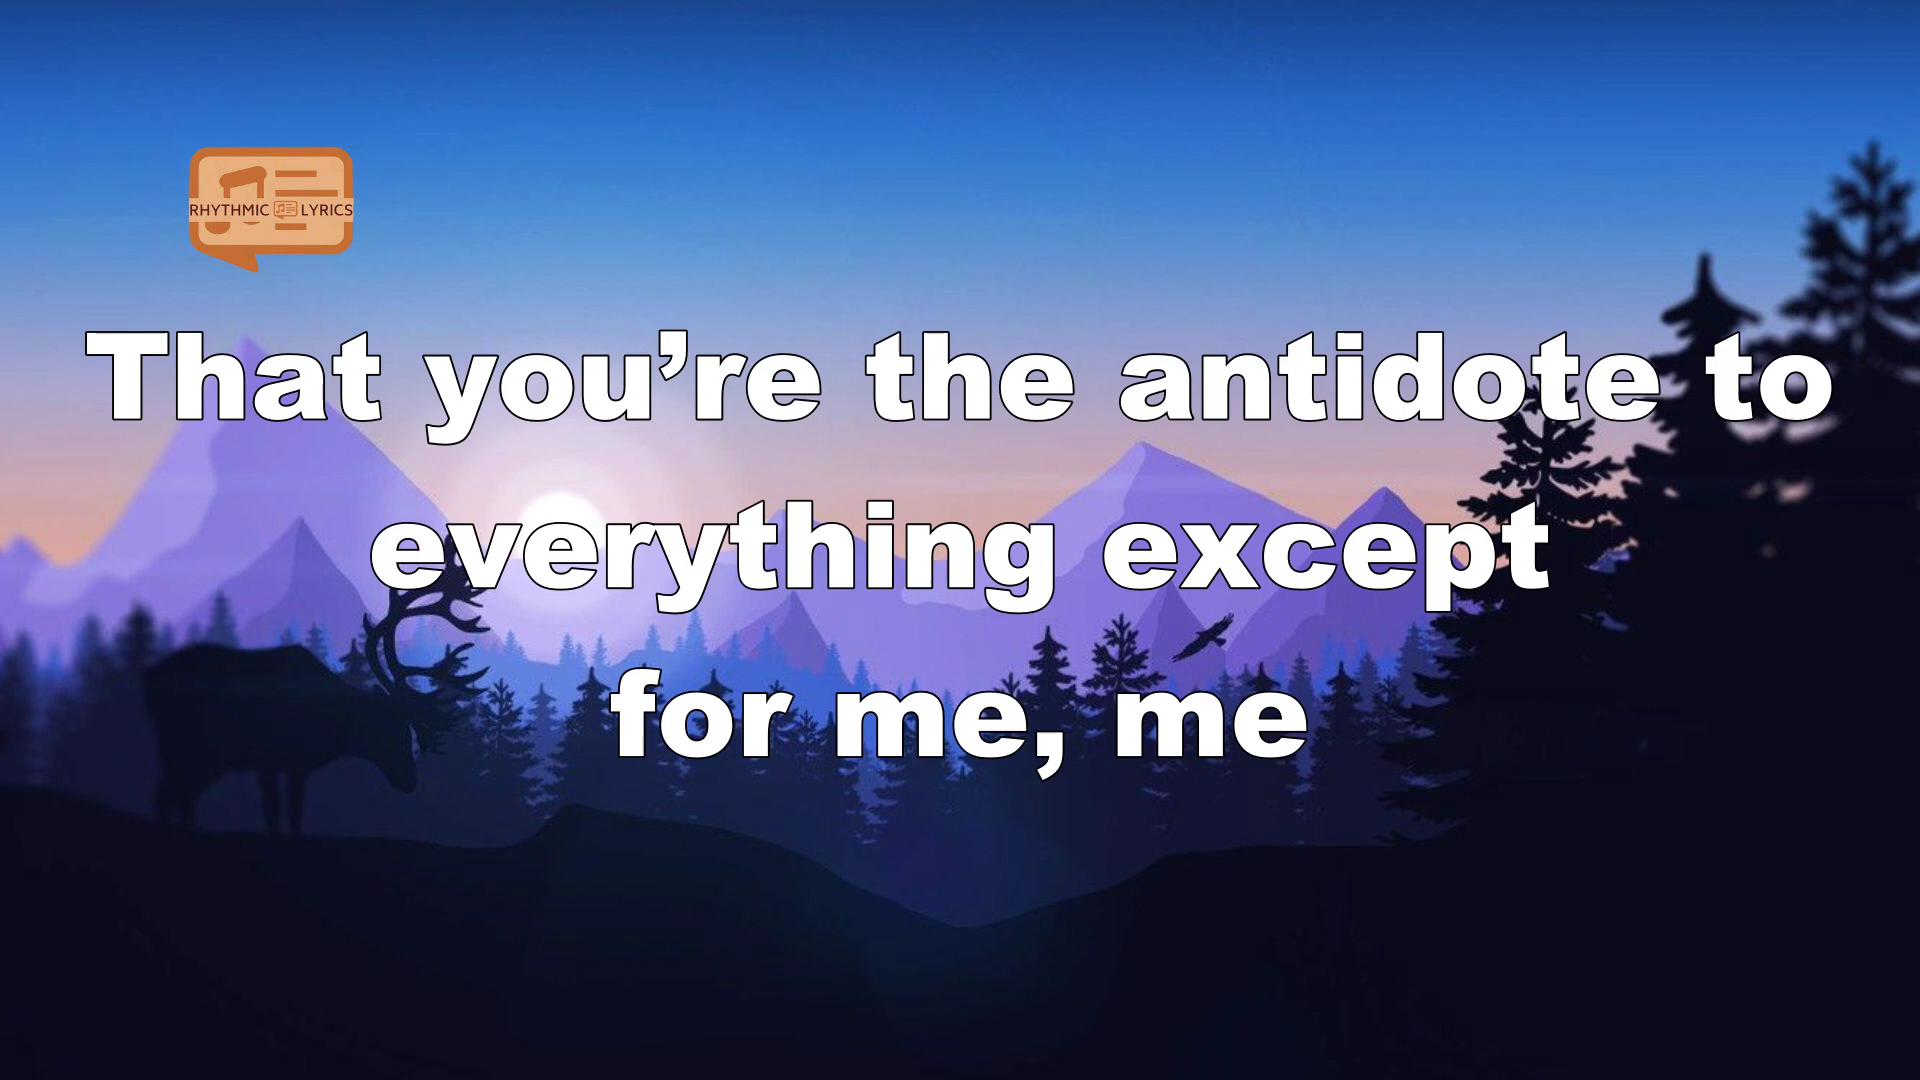 RHYTHMIC LYRICS
That you’re the antidote to
everything except
for me, me